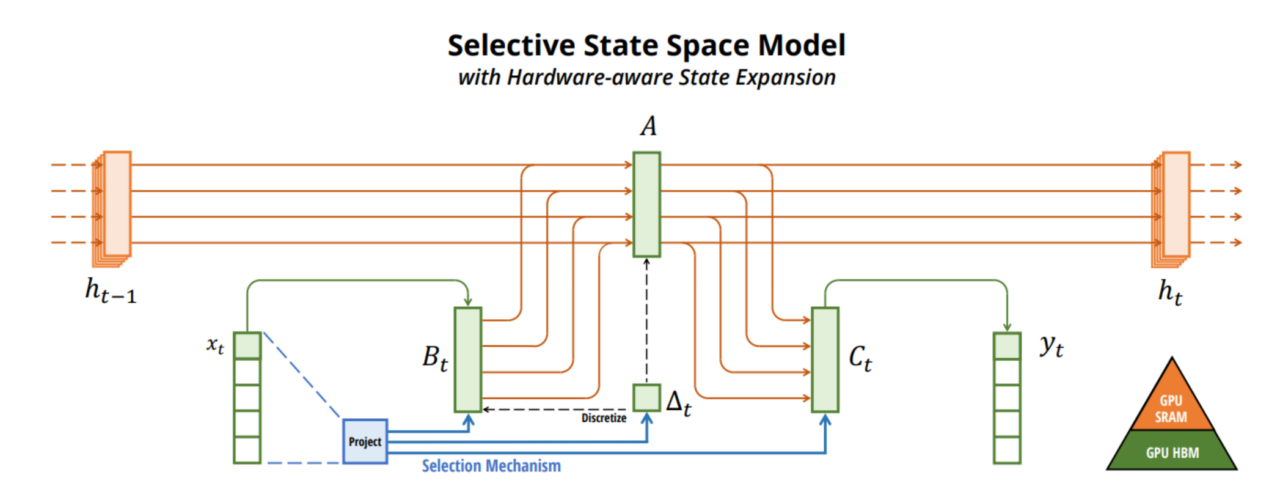 Selective State Space Model
with Hardware-aware State Expansion
A
h_{t-1}
h_t
x_t
B_t
C_t
y_t
Δ_t
Discretize
Project
Selection Mechanism
GPU
SRAM
GPU HBM